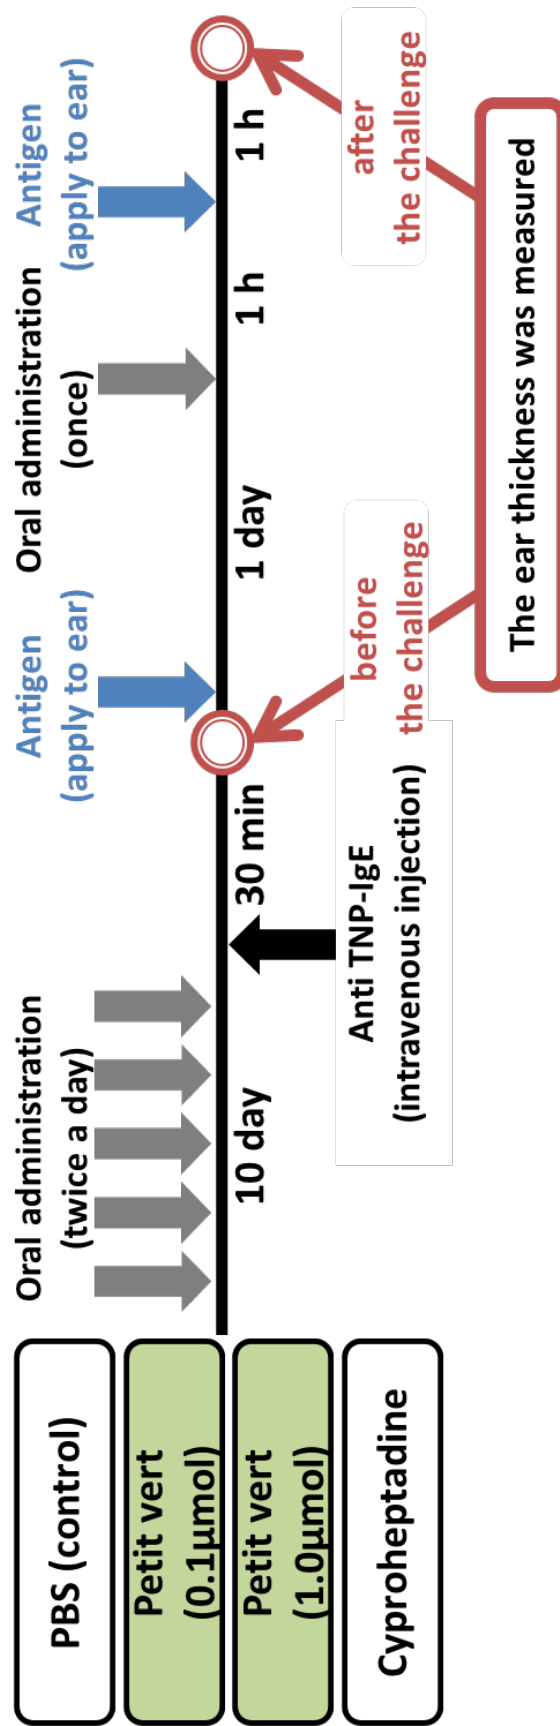 PBS (control)
Petit vert
(0.1μmol)
Petit vert
(1.0μmol)
Cyproheptadine
Oral administration
(twice a day)
10 day
Anti TNP-IgE
(intravenous injection)
30 min
Antigen
(apply to ear)
before
the challenge
1 day
Oral administration
(once)
1 h
Antigen
(apply to ear)
1 h
after
the challenge
The ear thickness was measured